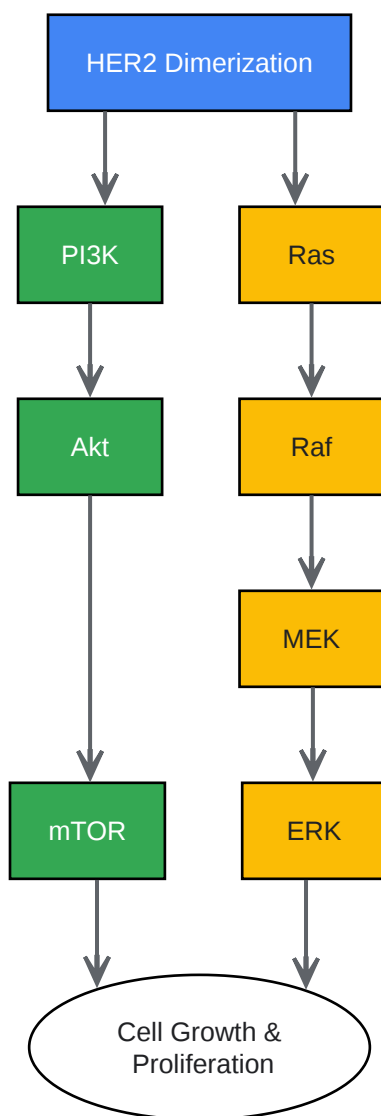 HER2 Dimerization
PI3K
Ras
Akt
Raf
MEK
mTOR
ERK
Cell Growth &
Proliferation